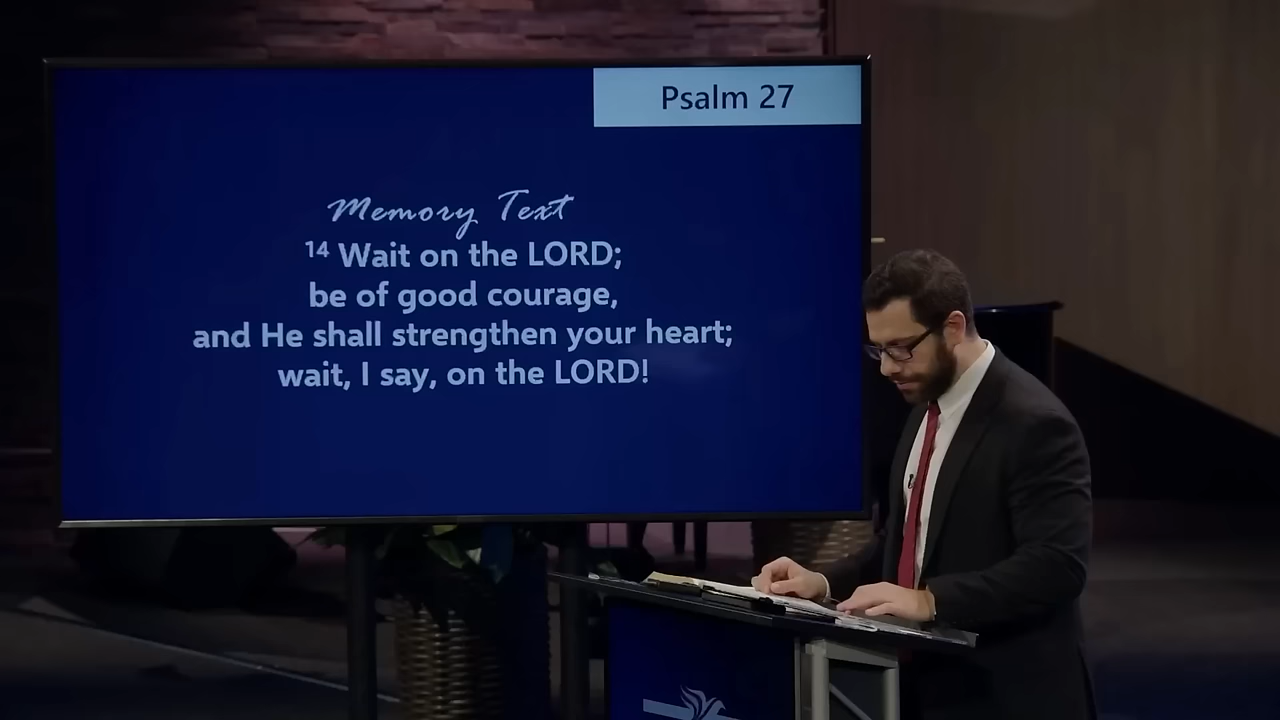 Psalm 27
Memory Text
14 Wait on the LORD;
be of good courage,
and He shall strengthen your heart;
wait, I say, on the LORD!